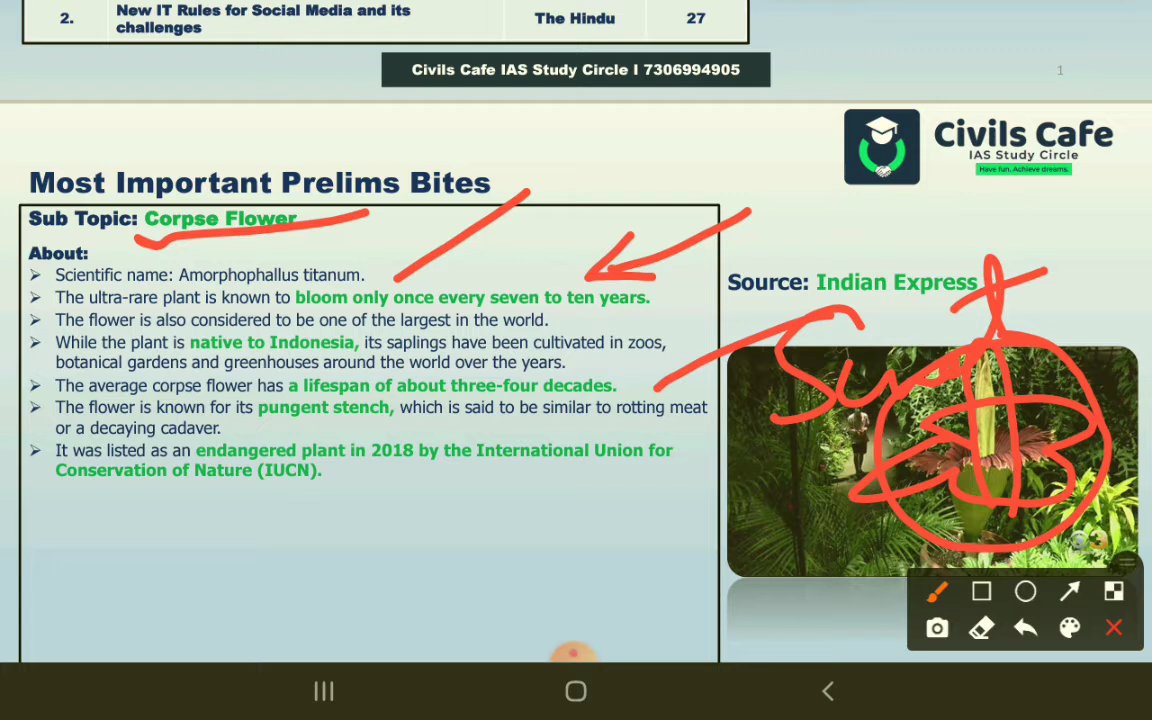 2. New IT Rules for Social Media and its challenges The Hindu 27
Civils Cafe IAS Study Circle I 7306994905
1
Civils Cafe
IAS Study Circle
Have fun. Achieve dreams.
Most Important Prelims Bites
Sub Topic: Corpse Flower
About:
Scientific name: Amorphophallus titanum.
The ultra-rare plant is known to bloom only once every seven to ten years.
The flower is also considered to be one of the largest in the world.
While the plant is native to Indonesia, its saplings have been cultivated in zoos,
botanical gardens and greenhouses around the world over the years.
The average corpse flower has a lifespan of about three-four decades.
The flower is known for its pungent stench, which is said to be similar to rotting meat
or a decaying cadaver.
It was listed as an endangered plant in 2018 by the International Union for
Conservation of Nature (IUCN).
Source: Indian Express